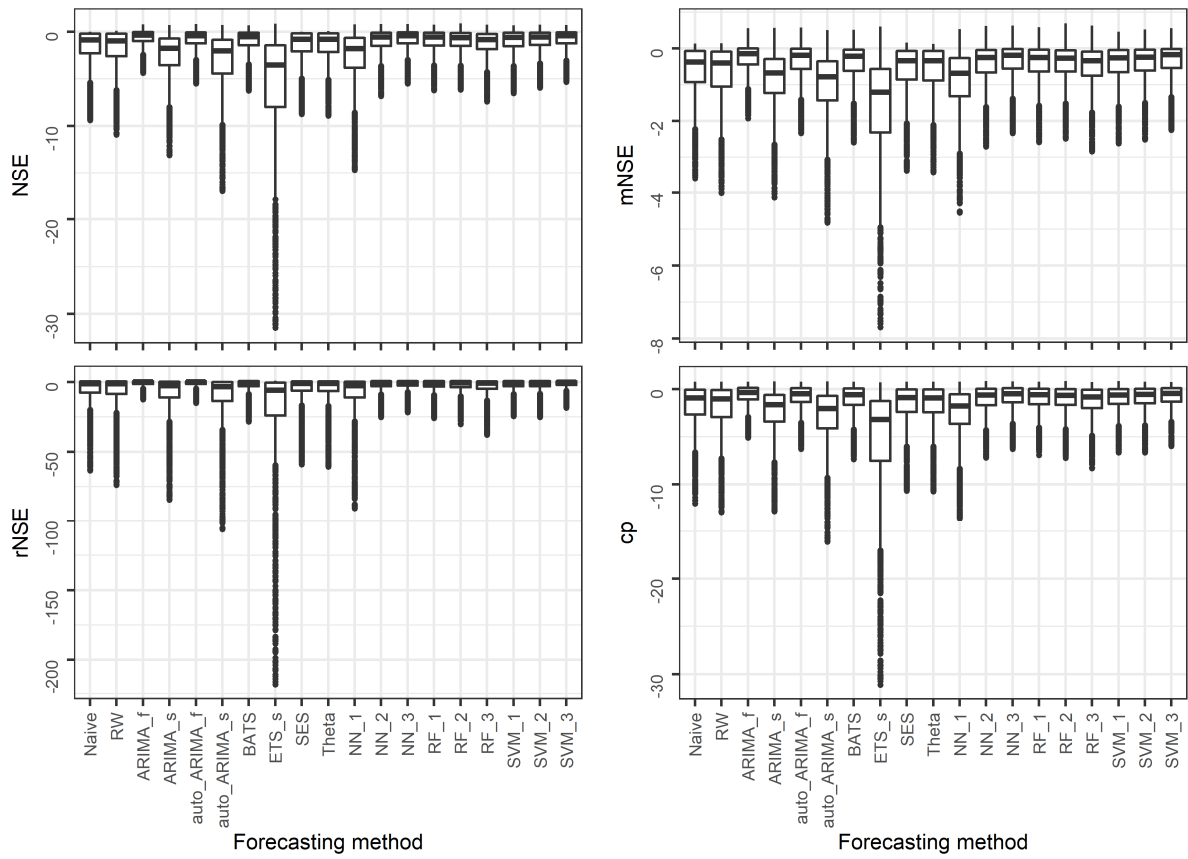 0
-10
-20
-30
NSE
0
-2
-4
-6
-8
mNSE
0
-50
-100
-150
-200
rNSE
0
-10
-20
-30
cp
Naive
RW
ARIMA_f
ARIMA_s
auto_ARIMA_f
auto_ARIMA_s
BATS
ETS_s
SES
Theta
NN_1
NN_2
NN_3
RF_1
RF_2
RF_3
SVM_1
SVM_2
SVM_3
Forecasting method
Naive
RW
ARIMA_f
ARIMA_s
auto_ARIMA_f
auto_ARIMA_s
BATS
ETS_s
SES
Theta
NN_1
NN_2
NN_3
RF_1
RF_2
RF_3
SVM_1
SVM_2
SVM_3
Forecasting method